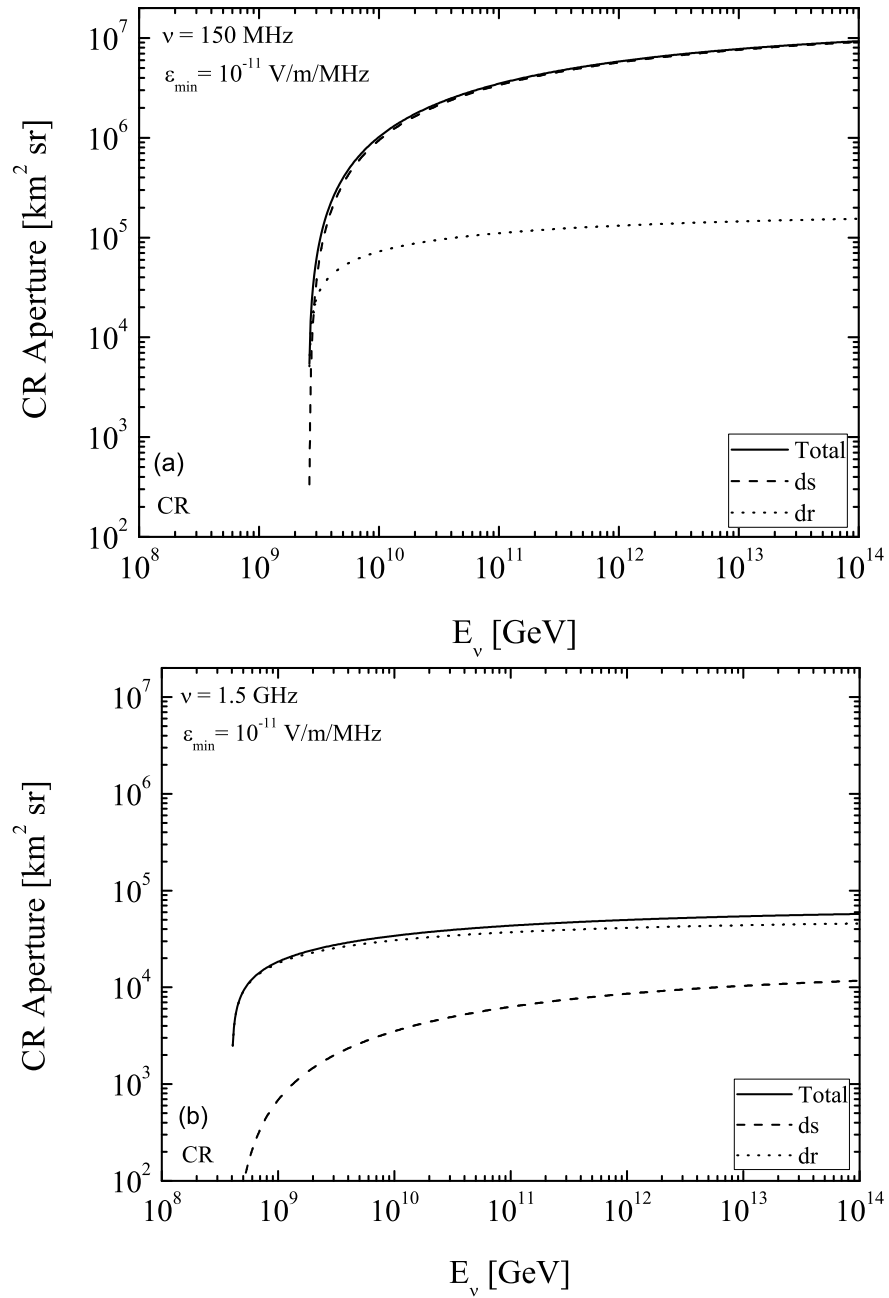 ν = 150 MHz
ε_min = 10^-11 V/m/MHz
CR Aperture [km^2 sr]
10^7
10^6
10^5
10^4
10^3
10^2
(a)
CR
Total
ds
dr
10^8 10^9 10^10 10^11 10^12 10^13 10^14
E_ν [GeV]
ν = 1.5 GHz
ε_min = 10^-11 V/m/MHz
CR Aperture [km^2 sr]
10^7
10^6
10^5
10^4
10^3
10^2
(b)
CR
Total
ds
dr
10^8 10^9 10^10 10^11 10^12 10^13 10^14
E_ν [GeV]